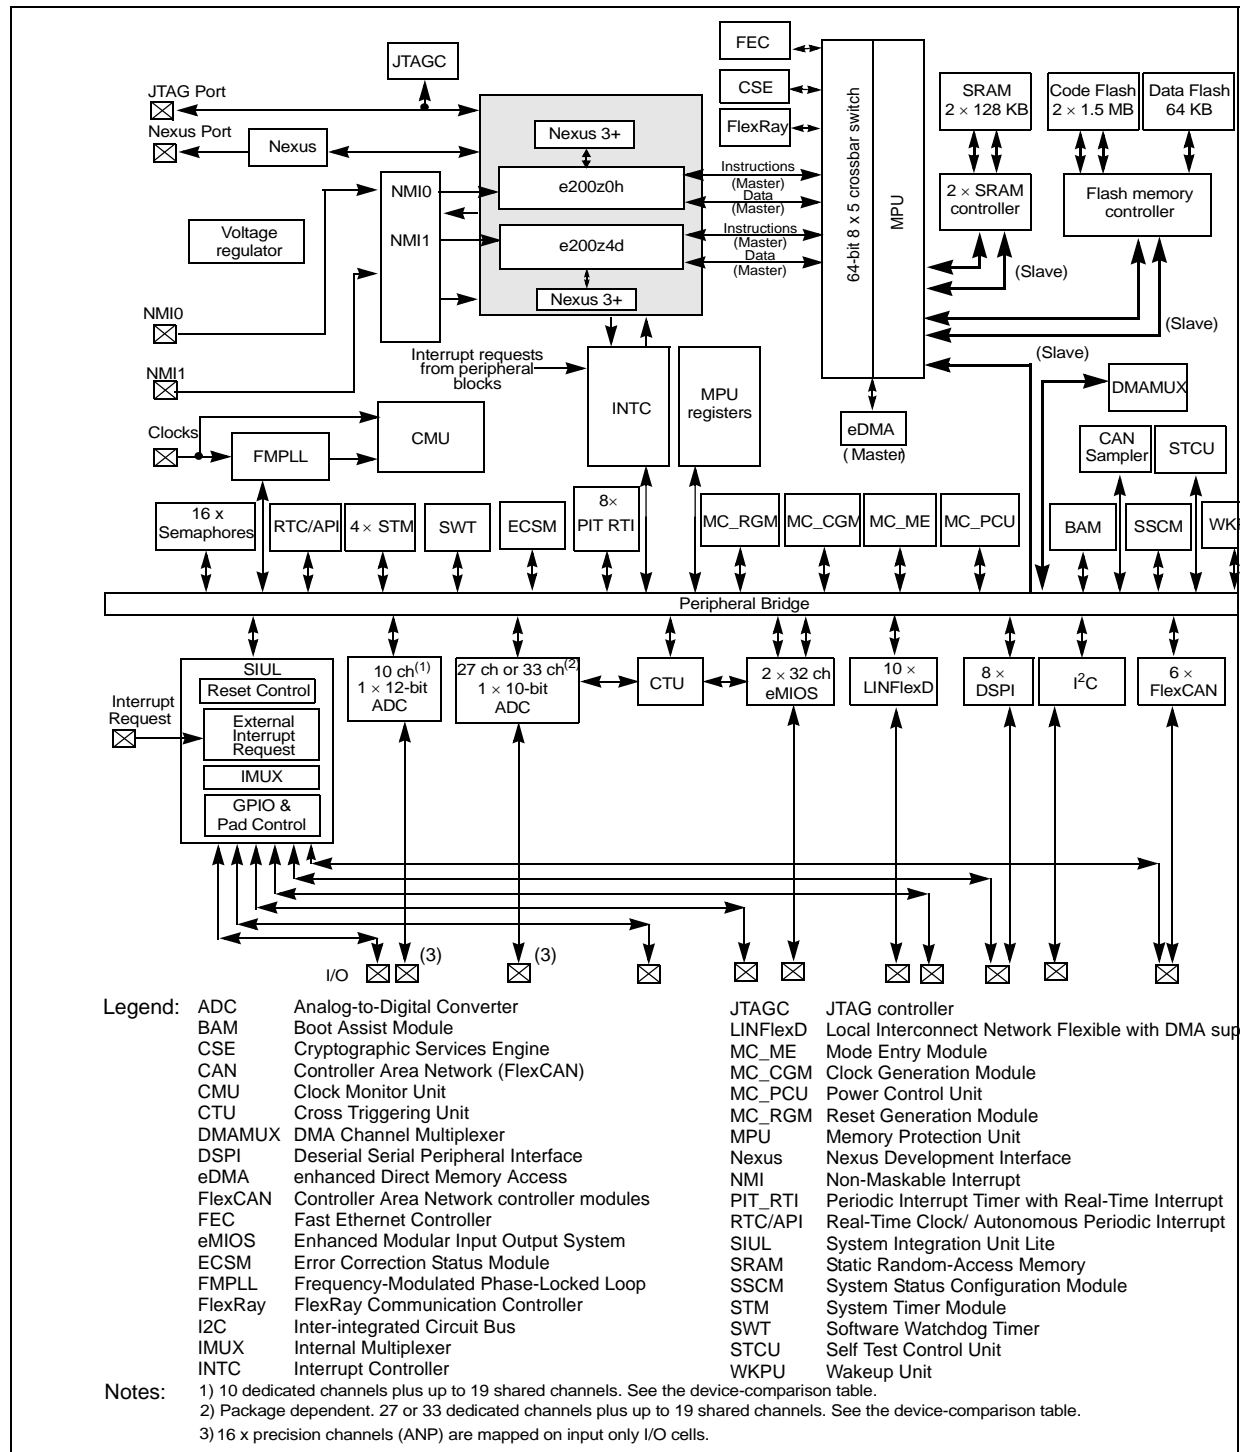 FEC
JTAGC
CSE
SRAM
2 × 128 KB
Code Flash
2 × 1.5 MB
Data Flash
64 KB
JTAG Port
FlexRay
Nexus Port
Nexus
Nexus 3+
64-bit 8 x 5 crossbar switch
MPU
Instructions
(Master)
Data
(Master)
e200z0h
NMI0
2 × SRAM
controller
Flash memory
controller
Voltage
regulator
NMI1
Instructions
(Master)
Data
(Master)
e200z4d
(Slave)
Nexus 3+
NMI0
(Slave)
Interrupt requests
from peripheral
blocks
(Slave)
NMI1
INTC
MPU
registers
DMAMUX
eDMA
(Master)
Clocks
CMU
FMPLL
CAN
Sampler
STCU
16 x
Semaphores
RTC/API
4 × STM
SWT
ECSM
8×
PIT RTI
MC_RGM
MC_CGM
MC_ME
MC_PCU
BAM
SSCM
Peripheral Bridge
SIUL
Reset Control
10 ch(1)
1 × 12-bit
ADC
27 ch or 33 ch(2)
1 × 10-bit
ADC
CTU
2 × 32 ch
eMIOS
10 ×
LINFlexD
8 ×
DSPI
I2C
6 ×
FlexCAN
Interrupt
Request
External
Interrupt
Request
IMUX
GPIO &
Pad Control
I/O
(3)
(3)
Legend:
ADC Analog-to-Digital Converter
BAM Boot Assist Module
CSE Cryptographic Services Engine
CAN Controller Area Network (FlexCAN)
CMU Clock Monitor Unit
CTU Cross Triggering Unit
DMAMUX DMA Channel Multiplexer
DSPI Deserial Serial Peripheral Interface
eDMA enhanced Direct Memory Access
FlexCAN Controller Area Network controller modules
FEC Fast Ethernet Controller
eMIOS Enhanced Modular Input Output System
ECSM Error Correction Status Module
FMPLL Frequency-Modulated Phase-Locked Loop
FlexRay FlexRay Communication Controller
I2C Inter-integrated Circuit Bus
IMUX Internal Multiplexer
INTC Interrupt Controller
JTAGC JTAG controller
LINFlexD Local Interconnect Network Flexible with DMA
MC_ME Mode Entry Module
MC_CGM Clock Generation Module
MC_PCU Power Control Unit
MC_RGM Reset Generation Module
MPU Memory Protection Unit
Nexus Nexus Development Interface
NMI Non-Maskable Interrupt
PIT_RTI Periodic Interrupt Timer with Real-Time Interrupt
RTC/API Real-Time Clock/ Autonomous Periodic Interrupt
SIUL System Integration Unit Lite
SRAM Static Random-Access Memory
SSCM System Status Configuration Module
STM System Timer Module
SWT Software Watchdog Timer
STCU Self Test Control Unit
WKPU Wakeup Unit
Notes:
1) 10 dedicated channels plus up to 19 shared channels. See the device-comparison table.
2) Package dependent. 27 or 33 dedicated channels plus up to 19 shared channels. See the device-comparison table.
3) 16 x precision channels (ANP) are mapped on input only I/O cells.